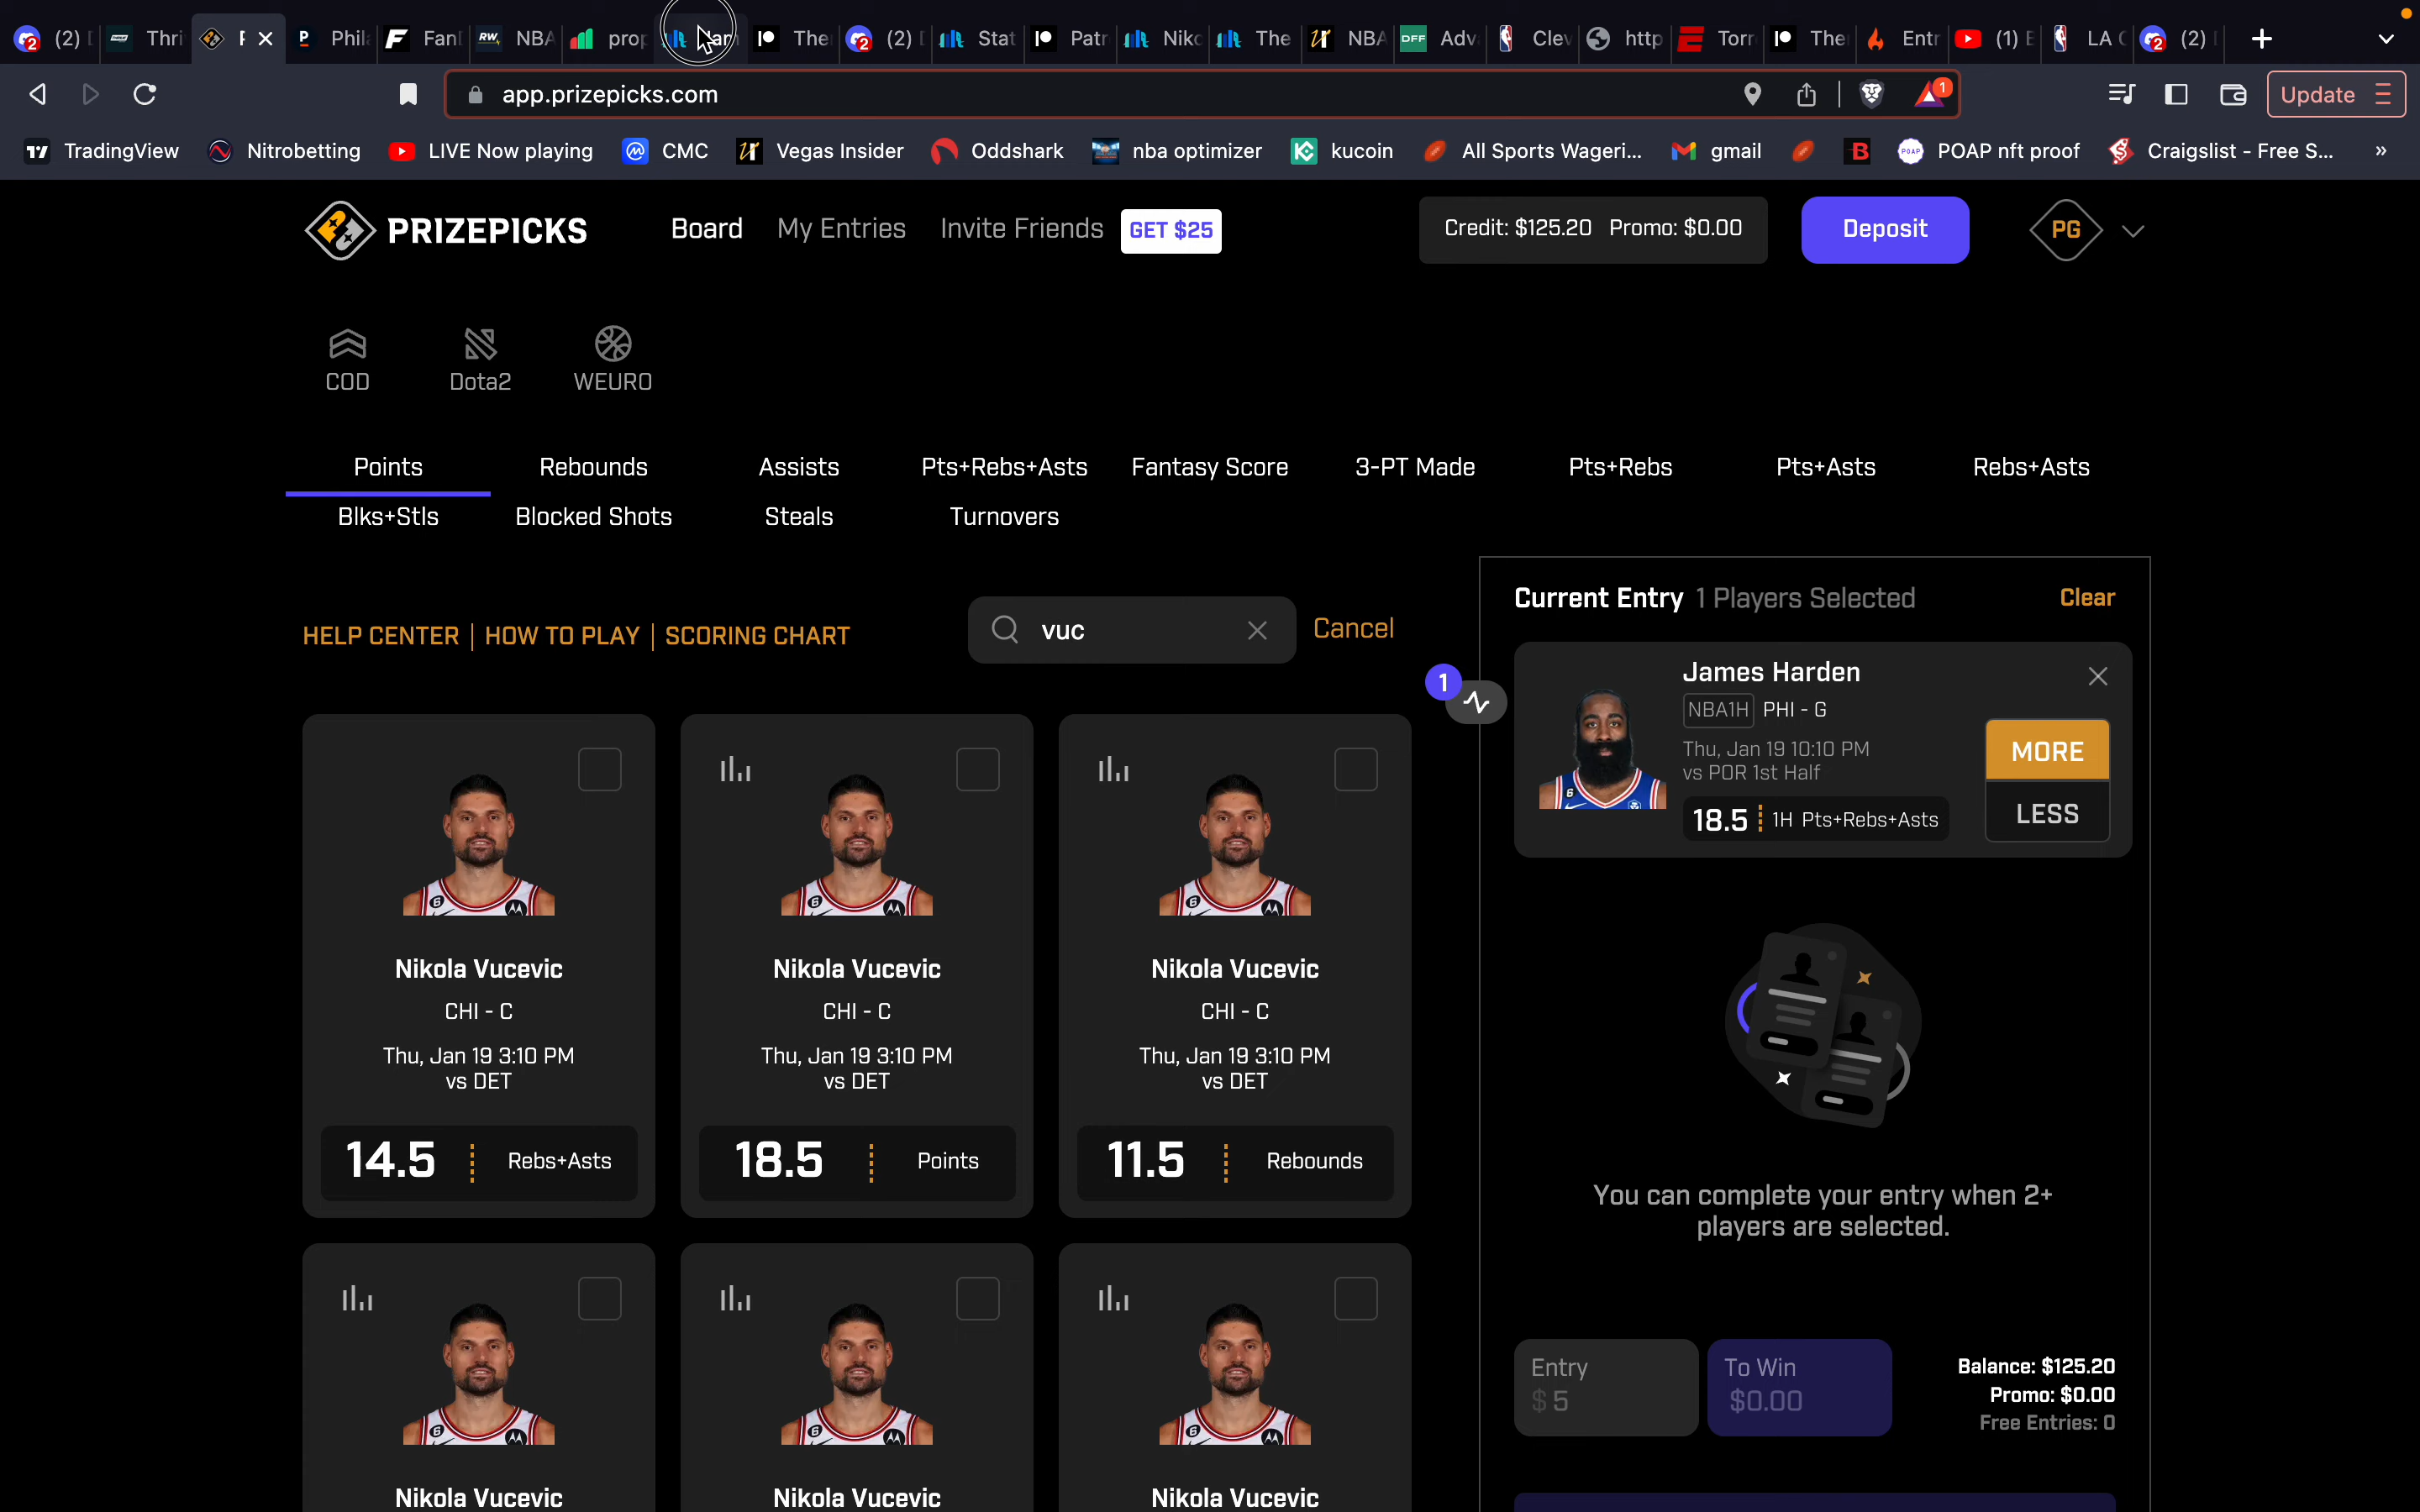 (2)
Thri
Phil
Fan
NBA
prop
The
(2)
Stat
Patr
Niko
The
NBA
DFF
Adv
Clev
http
Torr
The
Entr
(1)
LA
(2)
app.prizepicks.com
1
Update
TradingView
Nitrobetting
LIVE Now playing
CMC
Vegas Insider
Oddshark
nba optimizer
kucoin
All Sports Wageri...
gmail
B
POAP nft proof
Craigslist - Free S...
»
PRIZEPICKS
Board
My Entries
Invite Friends
GET $25
Credit: $125.20 Promo: $0.00
Deposit
PG
COD
Dota2
WEURO
Points
Rebounds
Assists
Pts+Rebs+Asts
Fantasy Score
3-PT Made
Pts+Rebs
Pts+Asts
Rebs+Asts
Blks+Stls
Blocked Shots
Steals
Turnovers
HELP CENTER | HOW TO PLAY | SCORING CHART
vuc
Cancel
Nikola Vucevic
CHI - C
Thu, Jan 19 3:10 PM
vs DET
14.5 Rebs+Asts
Nikola Vucevic
CHI - C
Thu, Jan 19 3:10 PM
vs DET
18.5 Points
Nikola Vucevic
CHI - C
Thu, Jan 19 3:10 PM
vs DET
11.5 Rebounds
Nikola Vucevic
Nikola Vucevic
Nikola Vucevic
Current Entry 1 Players Selected
Clear
1
James Harden
NBA1H PHI - G
Thu, Jan 19 10:10 PM
vs POR 1st Half
18.5 1H Pts+Rebs+Asts
MORE
LESS
You can complete your entry when 2+
players are selected.
Entry
$ 5
To Win
$0.00
Balance: $125.20
Promo: $0.00
Free Entries: 0